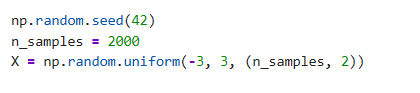 np.random.seed(42)
n_samples = 2000
X = np.random.uniform(-3, 3, (n_samples, 2))